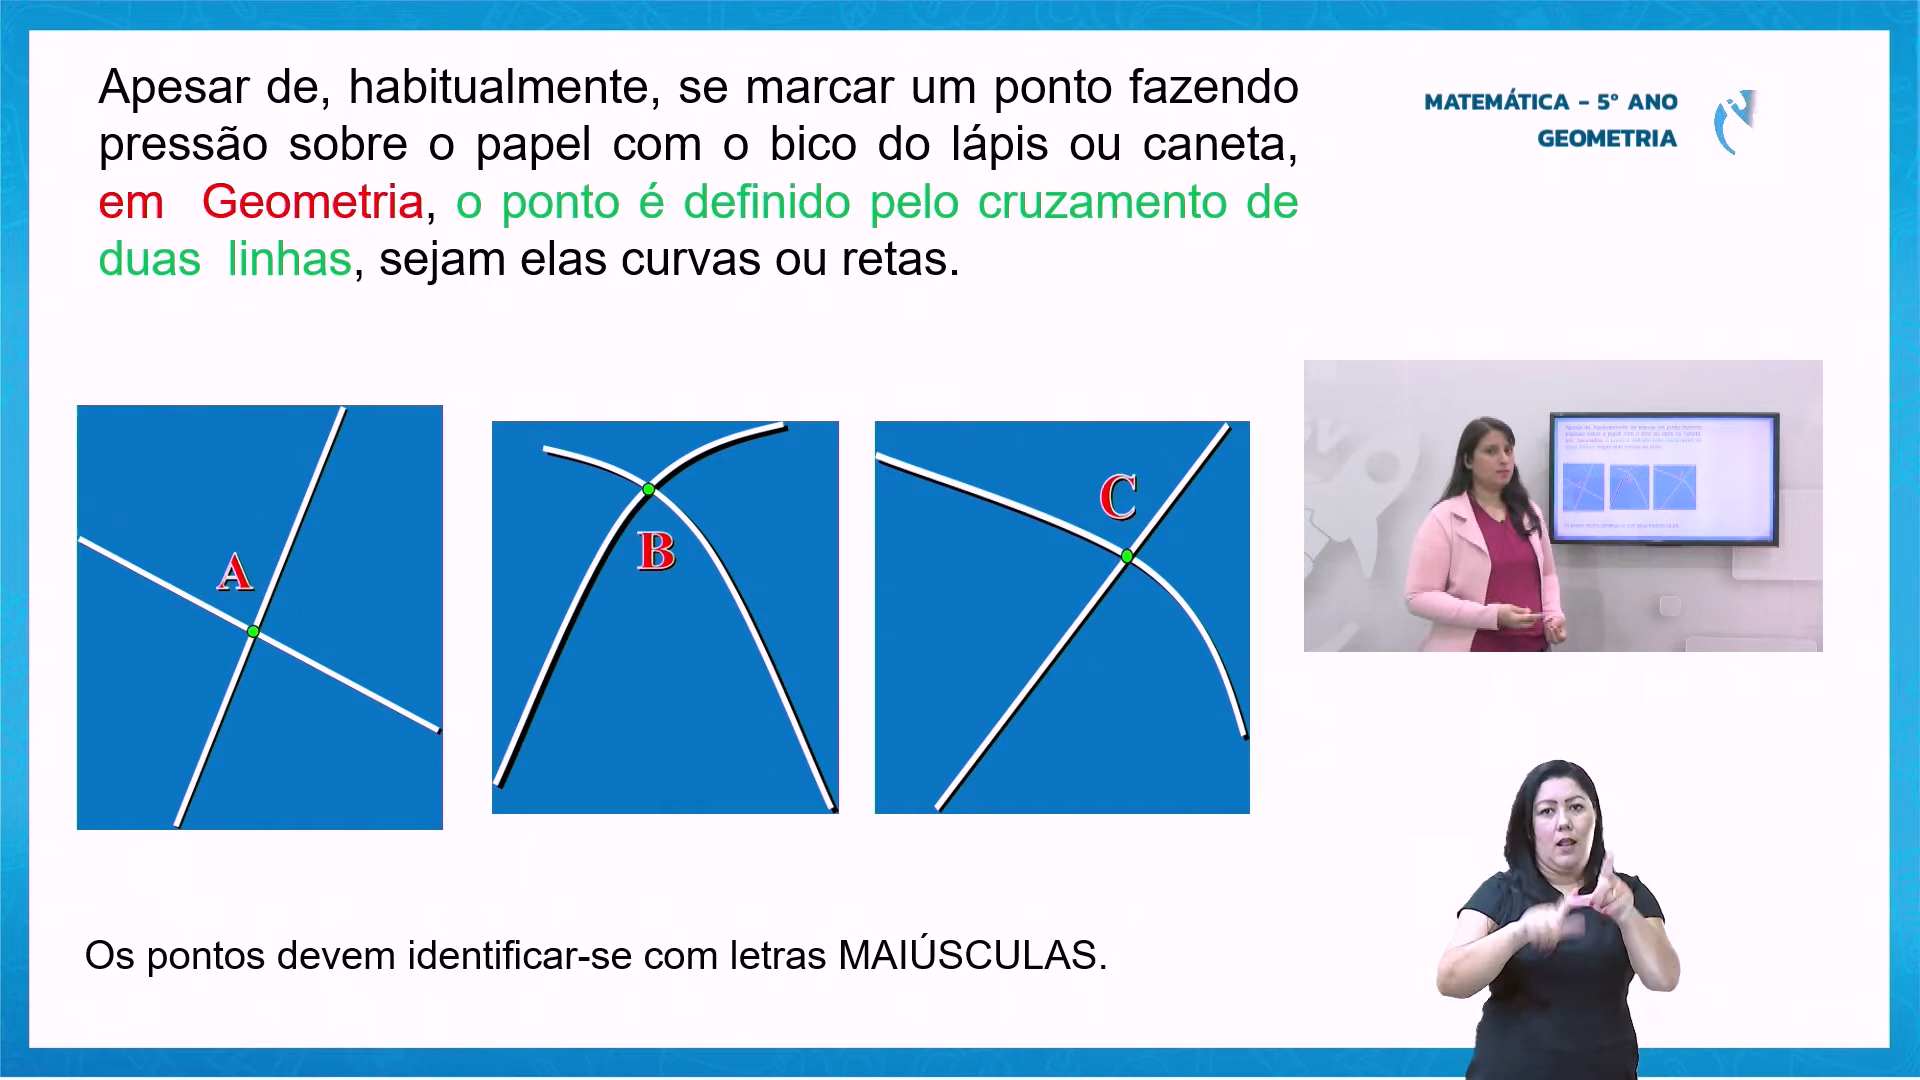 Apesar de, habitualmente, se marcar um ponto fazendo
pressão sobre o papel com o bico do lápis ou caneta,
em Geometria, o ponto é definido pelo cruzamento de
duas linhas, sejam elas curvas ou retas.
MATEMÁTICA - 5º ANO
GEOMETRIA
A
B
C
Os pontos devem identificar-se com letras MAIÚSCULAS.